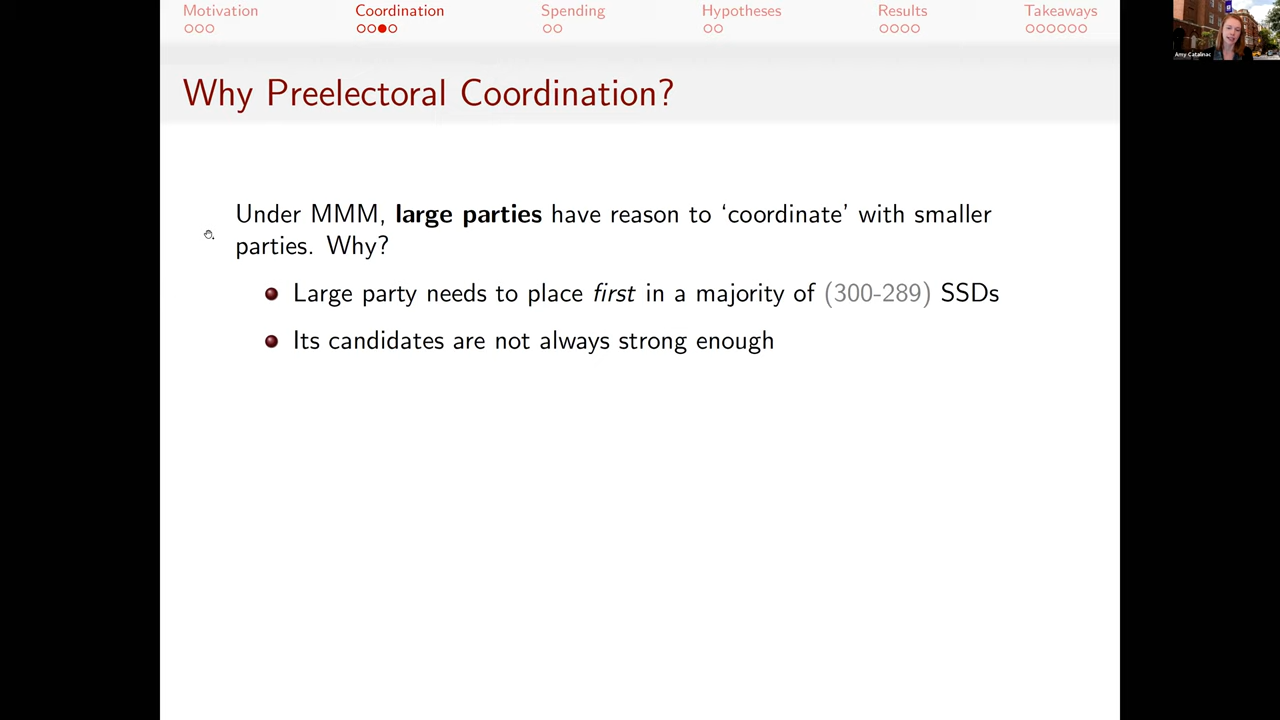 Motivation
Coordination
Spending
Hypotheses
Results
Takeaways
Amy Catalinac
Why Preelectoral Coordination?
Under MMM, large parties have reason to ‘coordinate’ with smaller
parties. Why?
Large party needs to place first in a majority of (300-289) SSDs
Its candidates are not always strong enough